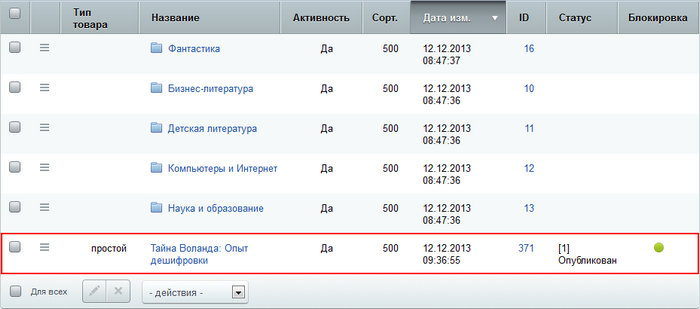 Тип товара Название Активность Сорт. Дата изм. ID Статус Блокировка
Фантастика Да 500 12.12.2013 08:47:37 16
Бизнес-литература Да 500 12.12.2013 08:47:36 10
Детская литература Да 500 12.12.2013 08:47:36 11
Компьютеры и Интернет Да 500 12.12.2013 08:47:36 12
Наука и образование Да 500 12.12.2013 08:47:36 13
простой Тайна Воланда: Опыт дешифровки Да 500 12.12.2013 09:36:55 371 [1] Опубликован
Для всех - действия -